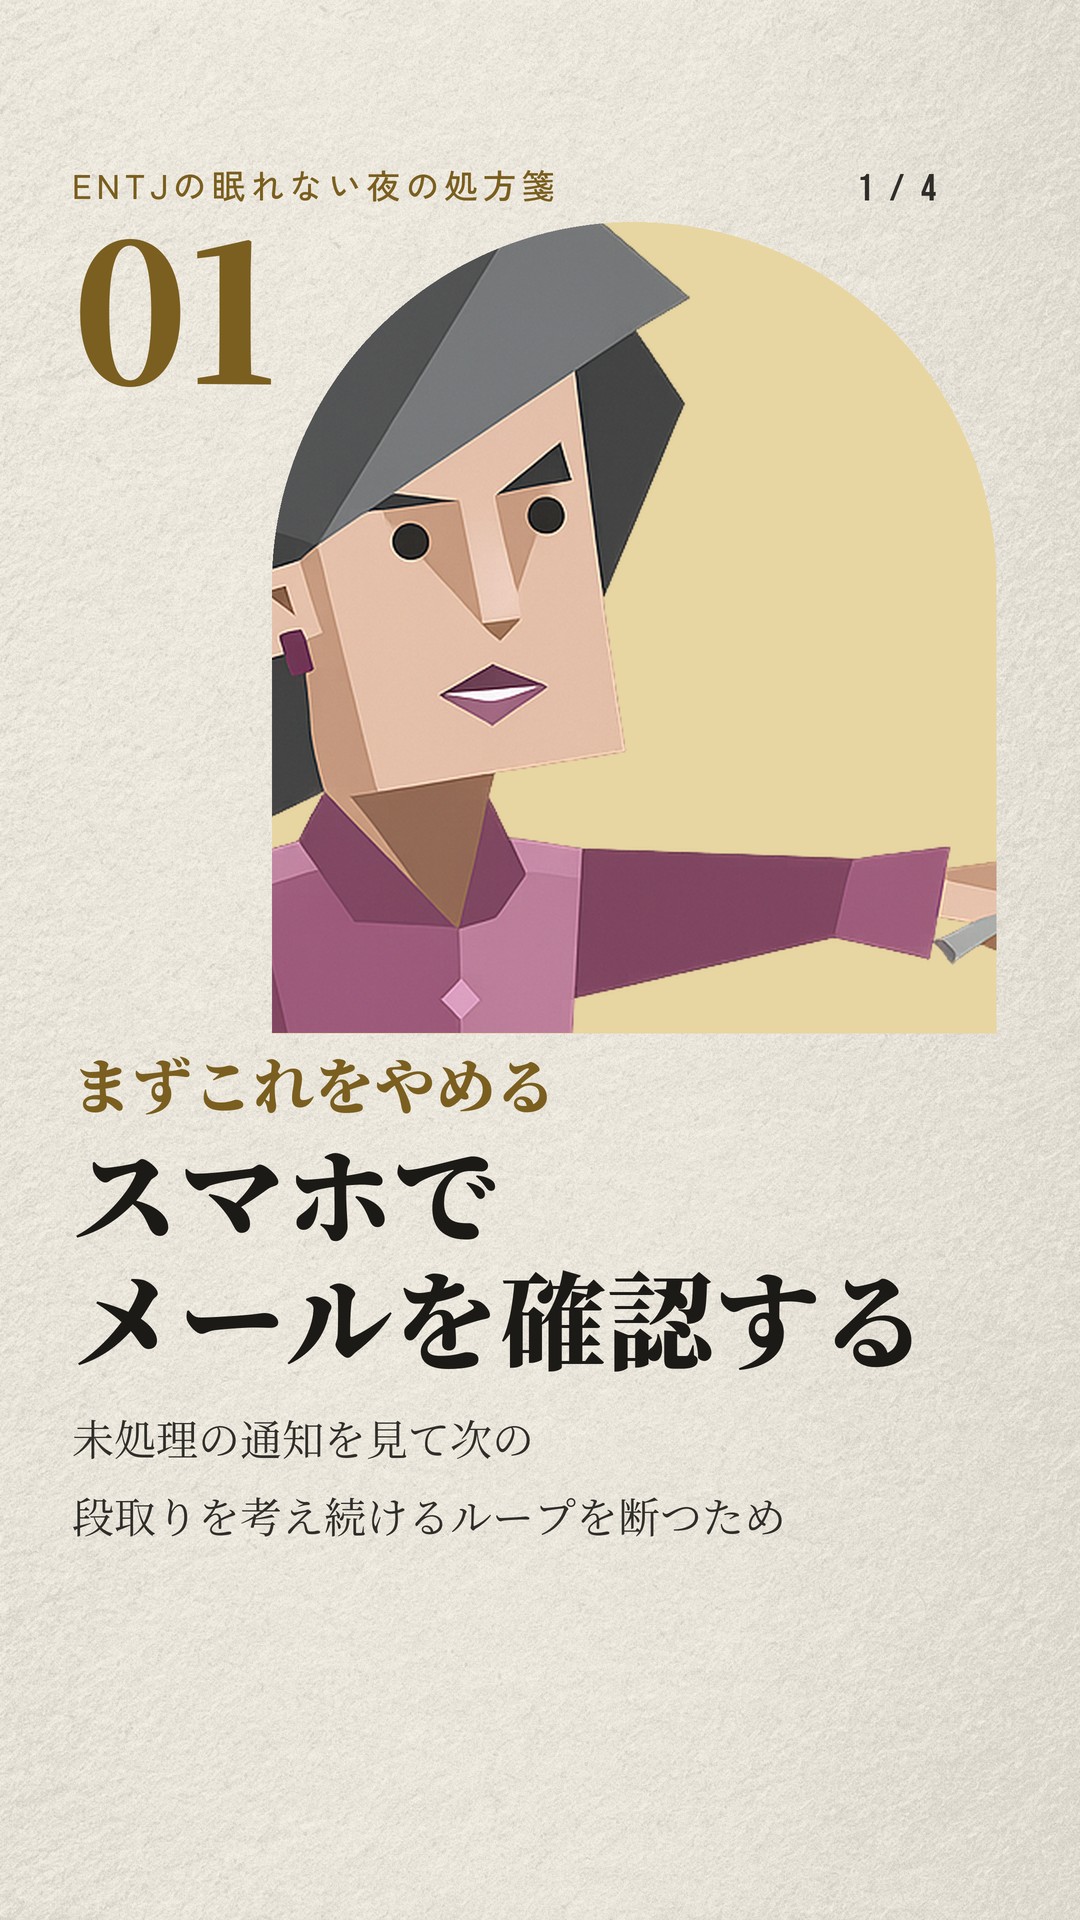 ENTJの眠れない夜の処方箋
1 / 4
01
まずこれをやめる
スマホで
メールを確認する
未処理の通知を見て次の
段取りを考え続けるループを断つため